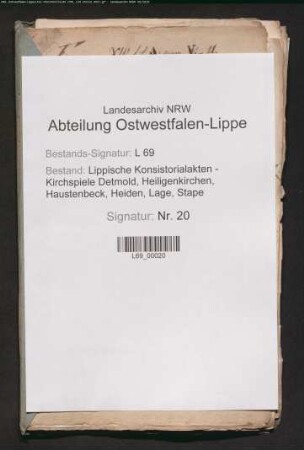 Landesarchiv NRW
Abteilung Ostwestfalen-Lippe
Bestands-Signatur: L 69
Bestand: Lippische Konsistorialakten -
Kirchspiele Detmold, Heiligenkirchen,
Haustenbeck, Heiden, Lage, Stape
Signatur: Nr. 20
L69_00020